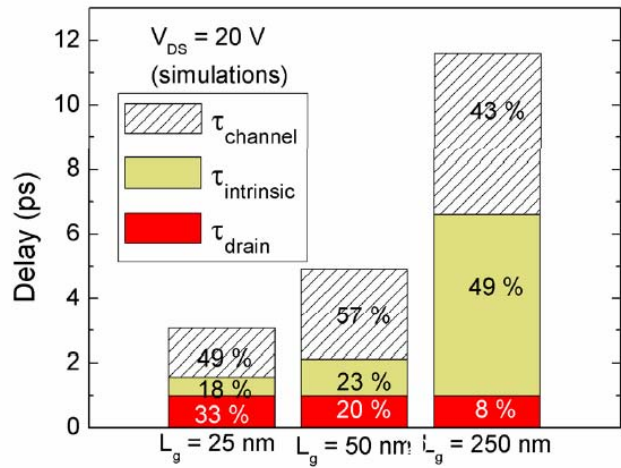 V_DS = 20 V
(simulations)
τ_channel
τ_intrinsic
τ_drain
Delay (ps)
12
10
8
6
4
2
0
49 %
18 %
33 %
57 %
23 %
20 %
43 %
49 %
8 %
L_g = 25 nm
L_g = 50 nm
L_g = 250 nm